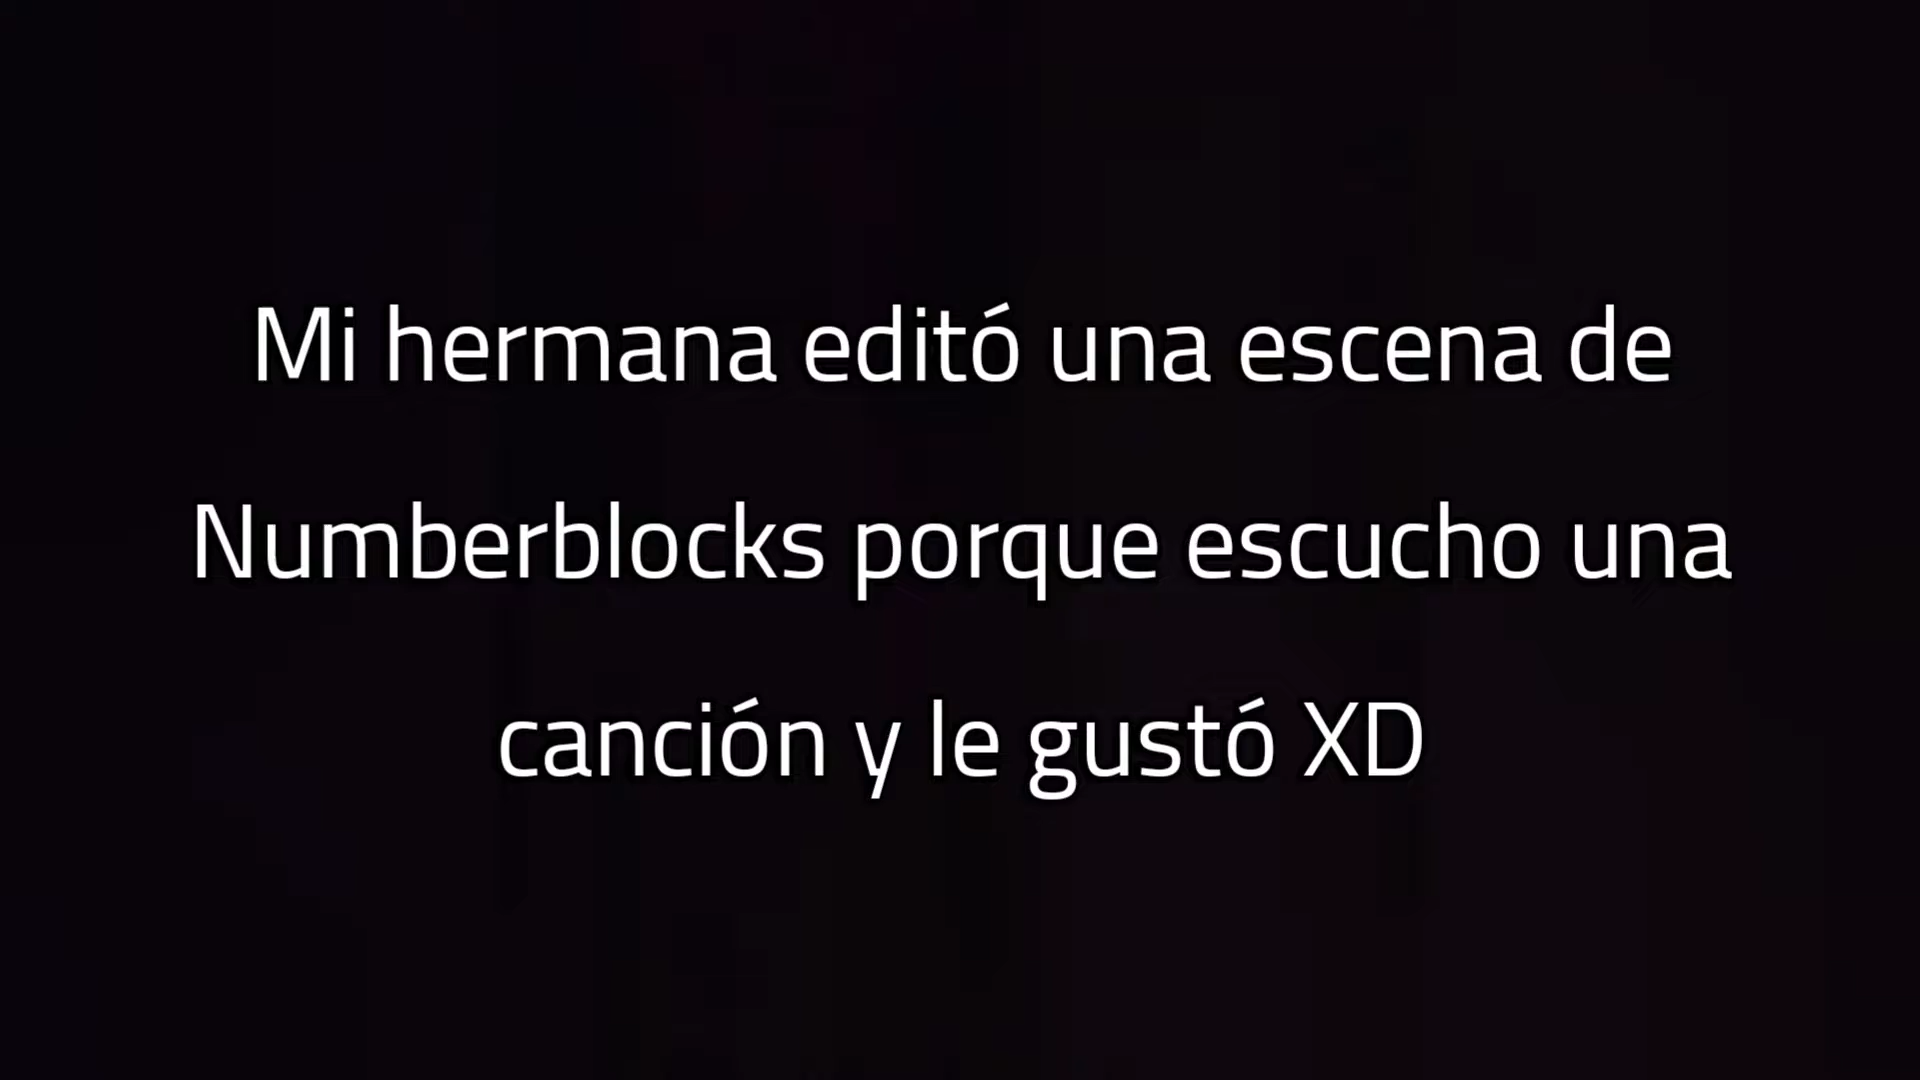 Mi hermana editó una escena de
Numberblocks porque escucho una
canción y le gustó XD